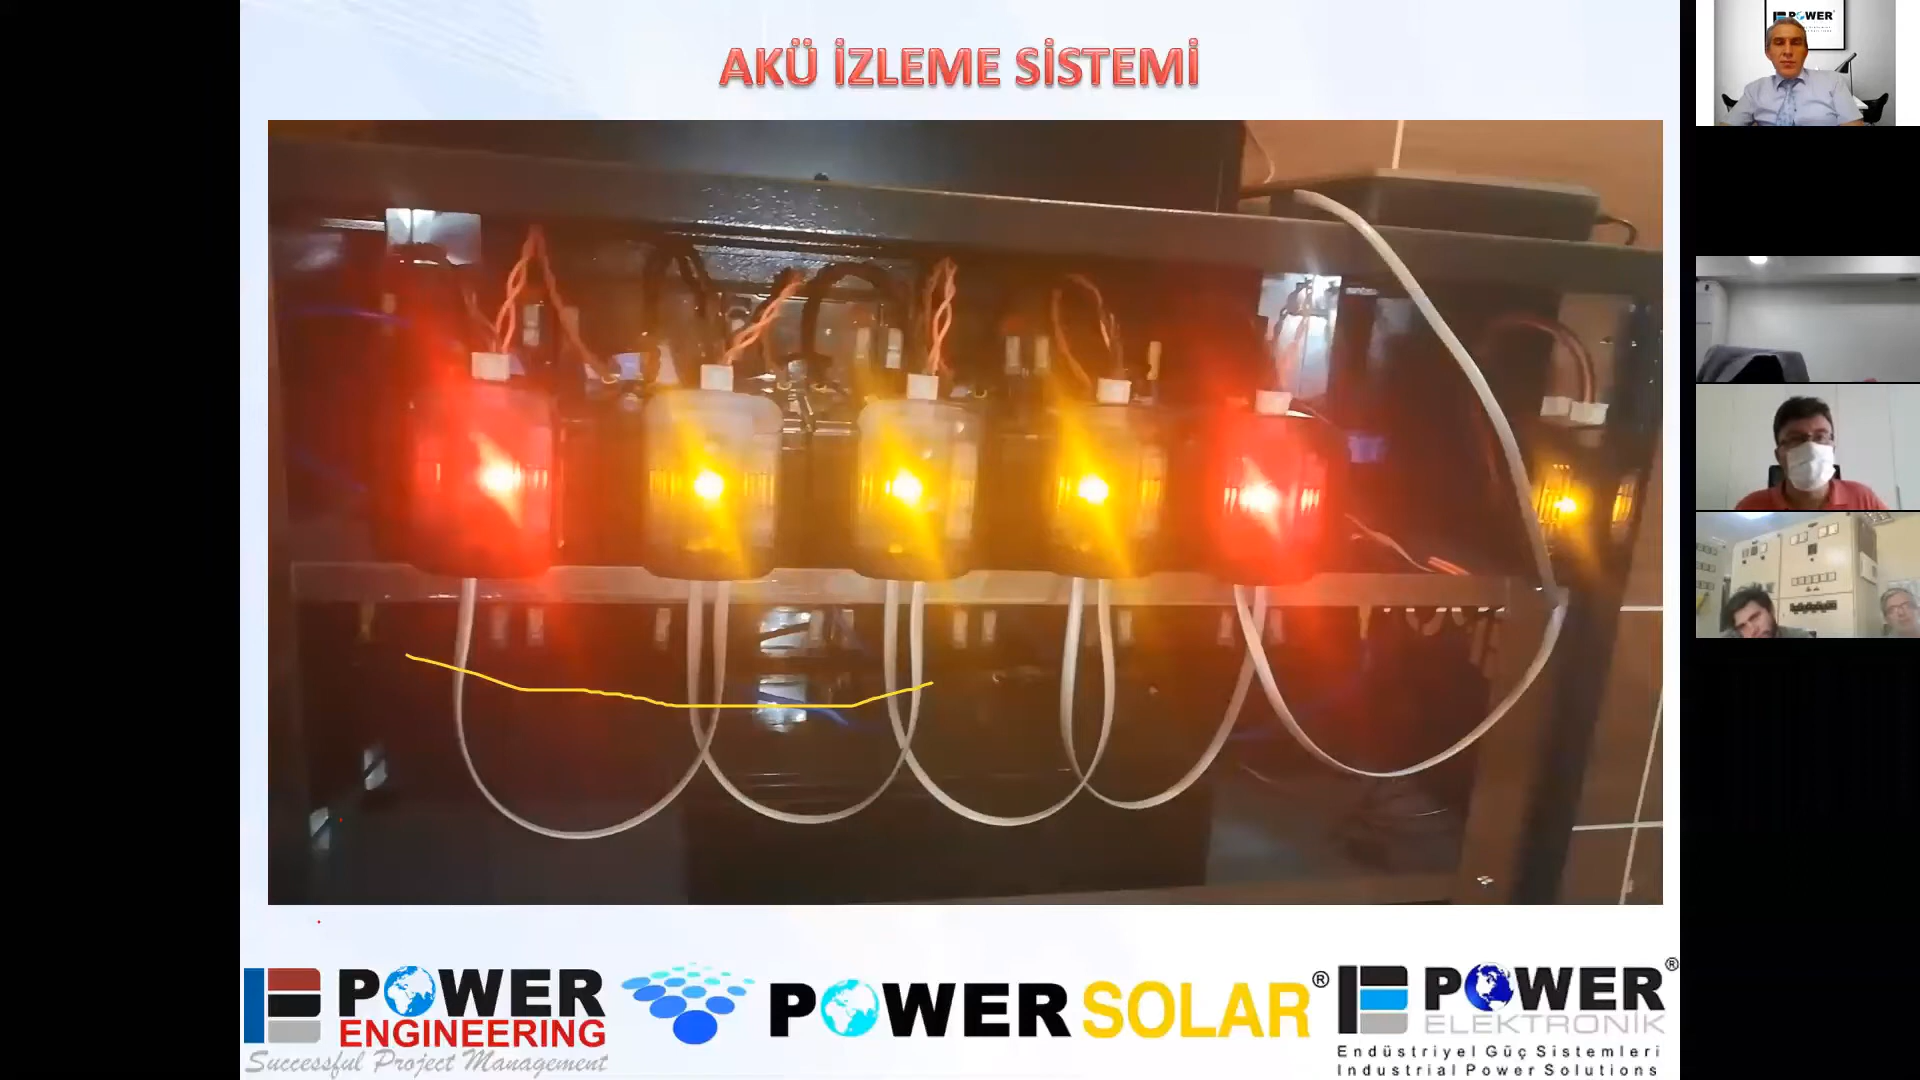 AKÜ İZLEME SİSTEMİ
POWER
POWER
ENGINEERING
Successful Project Management
POWER SOLAR®
POWER®
ELEKTRONİK
Endüstriyel Güç Sistemleri
Industrial Power Solutions